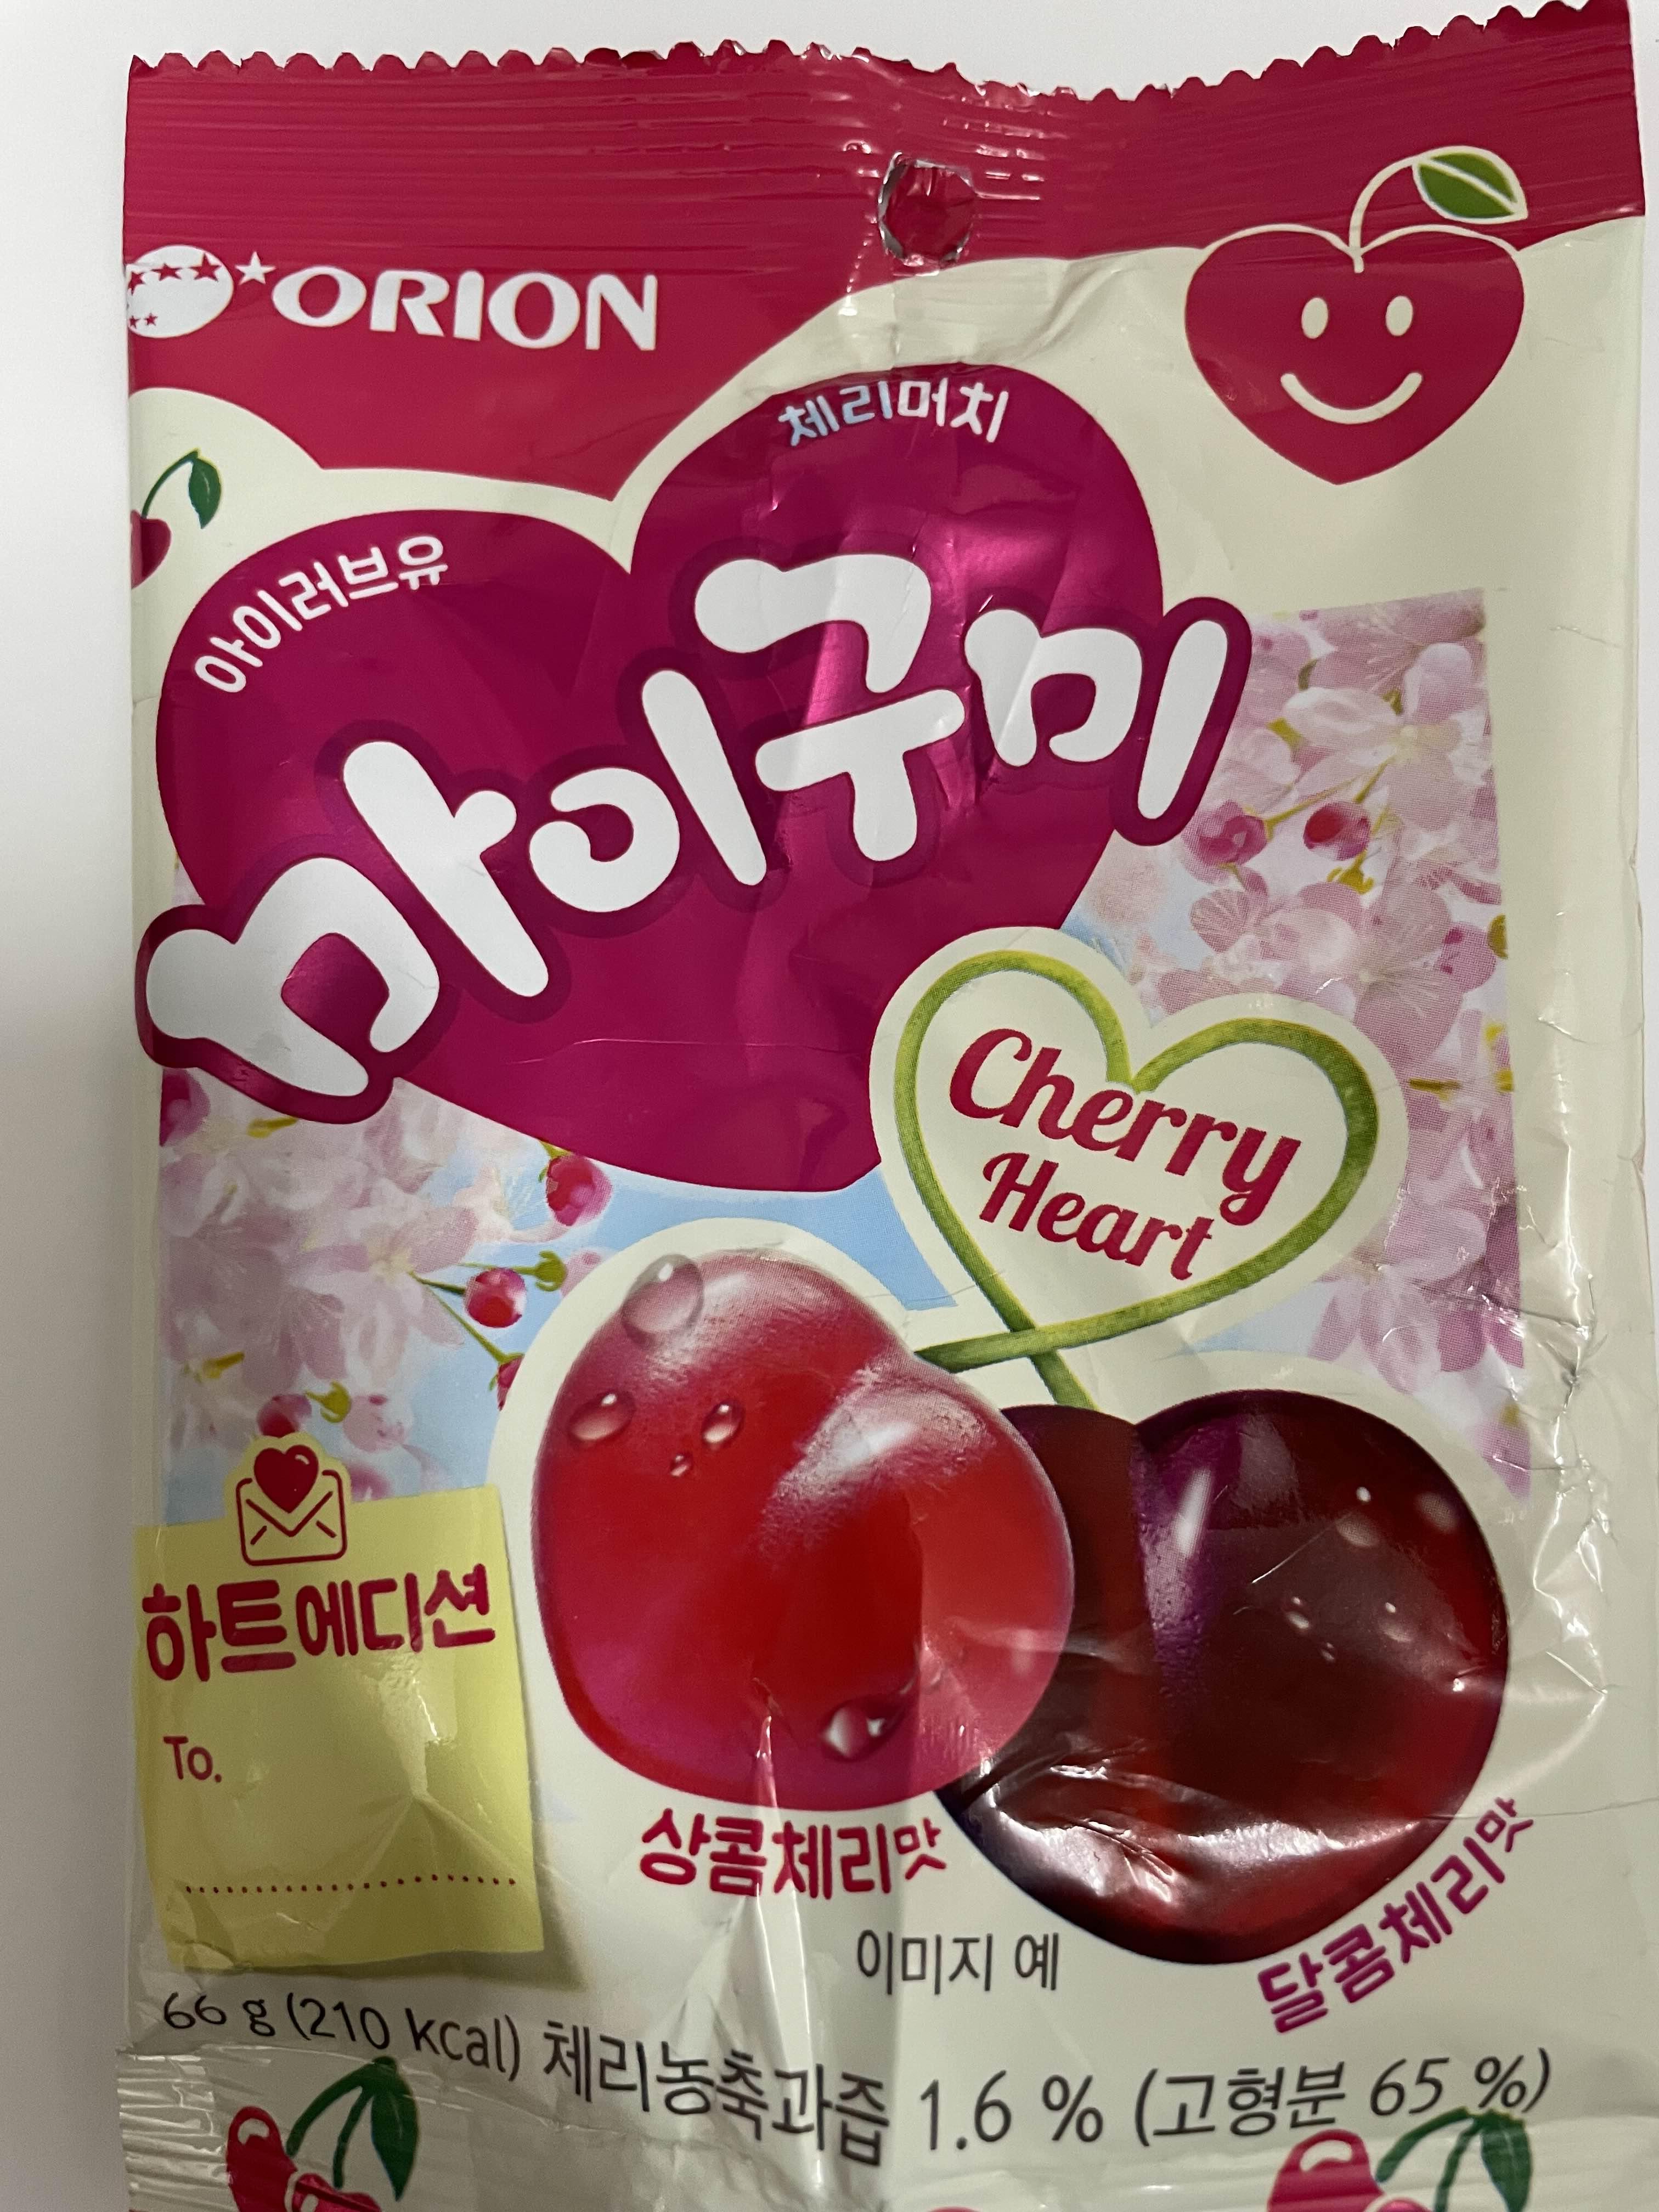 ORION
체리머치
아이러브유
마이구미
Cherry
Heart
하트에디션
To.
상콤체리맛
달콤체리맛
이미지 예
66 g (210 kcal) 체리농축과즙 1.6 % (고형분 65 %)